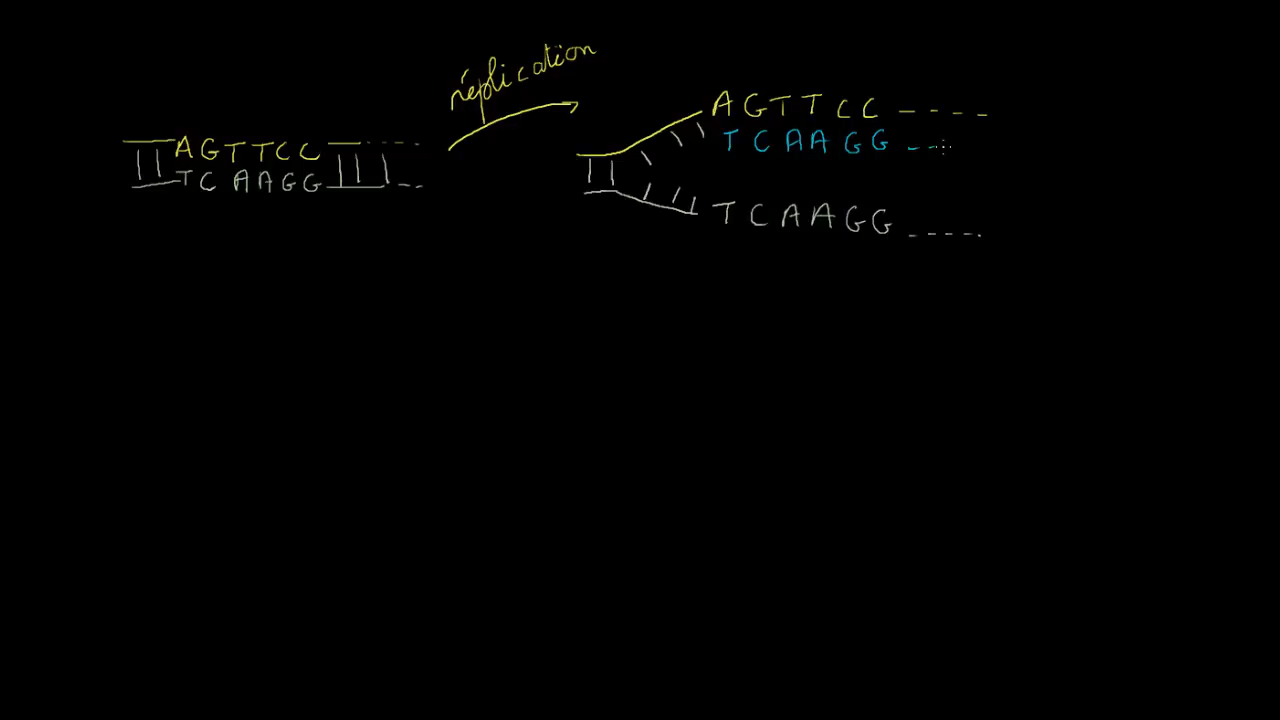 réplication
AGTTCC
TCAAGG
AGTTCC ----
TCAAGG ---
TCAAGG -----